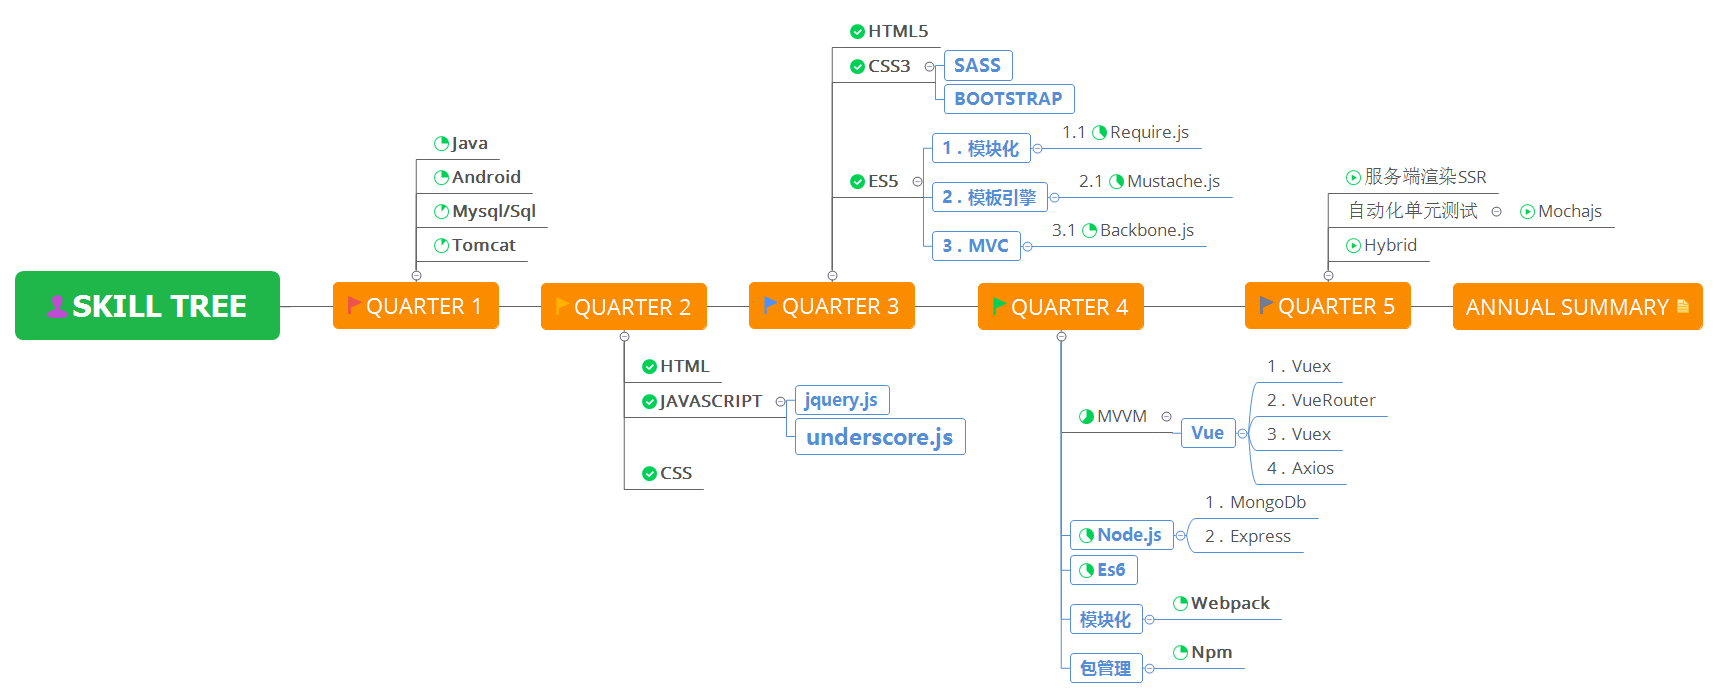 SKILL TREE
QUARTER 1
Java
Android
Mysql/Sql
Tomcat
QUARTER 2
HTML
JAVASCRIPT
jquery.js
underscore.js
CSS
QUARTER 3
HTML5
CSS3
SASS
BOOTSTRAP
ES5
1 . 模块化
1.1 Require.js
2 . 模板引擎
2.1 Mustache.js
3 . MVC
3.1 Backbone.js
QUARTER 4
MVVM
Vue
1 . Vuex
2 . VueRouter
3 . Vuex
4 . Axios
Node.js
1 . MongoDb
2 . Express
Es6
模块化
Webpack
包管理
Npm
QUARTER 5
服务端渲染SSR
自动化单元测试
Mochajs
Hybrid
ANNUAL SUMMARY